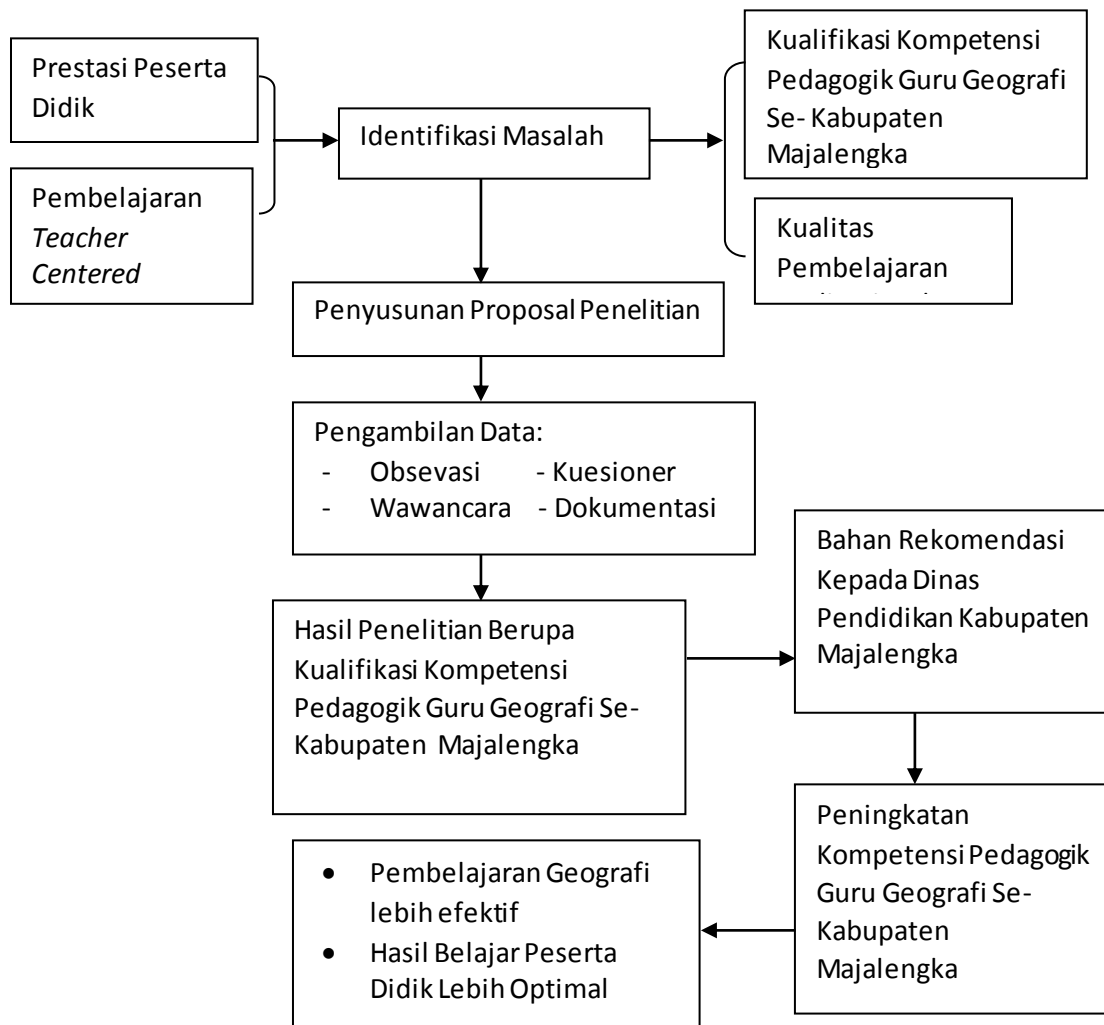 Prestasi Peserta
Didik
Pembelajaran
Teacher
Centered
Identifikasi Masalah
Kualifikasi Kompetensi
Pedagogik Guru Geografi
Se- Kabupaten
Majalengka
Kualitas
Pembelajaran
Penyusunan Proposal Penelitian
Pengambilan Data:
- Obsevasi - Kuesioner
- Wawancara - Dokumentasi
Hasil Penelitian Berupa
Kualifikasi Kompetensi
Pedagogik Guru Geografi Se-
Kabupaten Majalengka
Bahan Rekomendasi
Kepada Dinas
Pendidikan Kabupaten
Majalengka
Peningkatan
Kompetensi Pedagogik
Guru Geografi Se-
Kabupaten
Majalengka
• Pembelajaran Geografi
lebih efektif
• Hasil Belajar Peserta
Didik Lebih Optimal